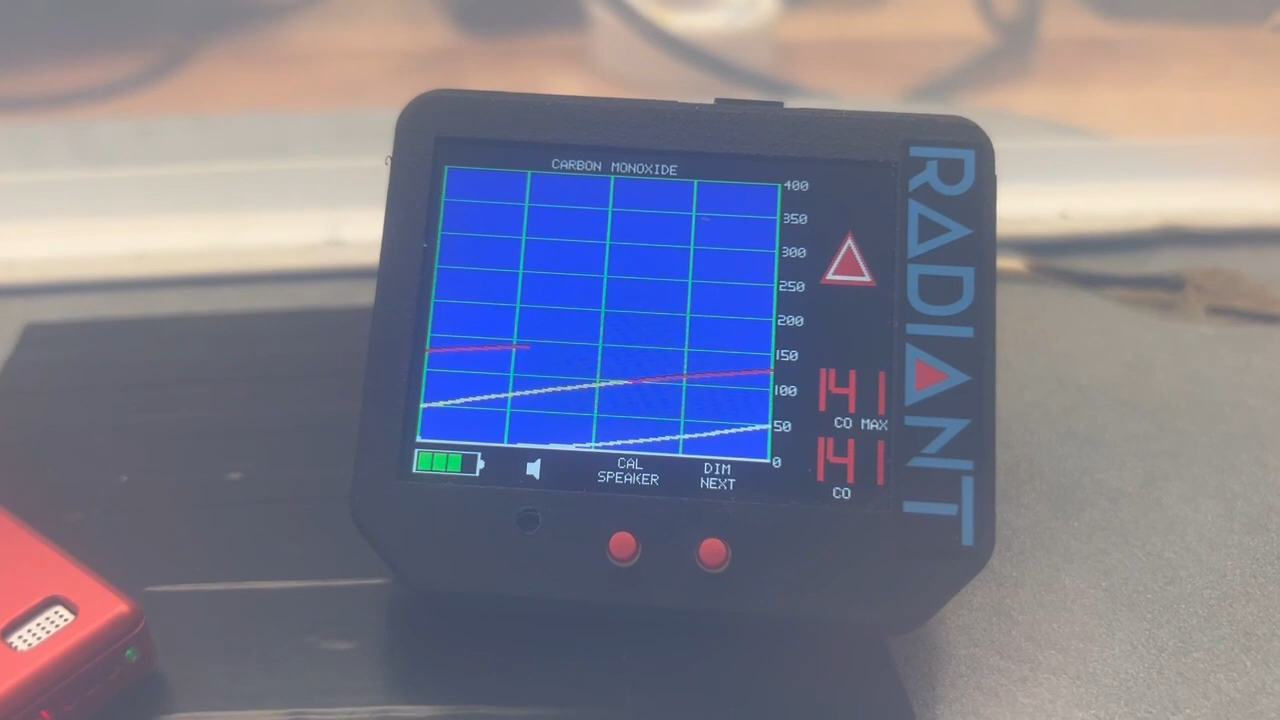 CARBON MONOXIDE
400
350
300
250
200
150
100
50
0
141
CO MAX
141
CO
CAL
SPEAKER
DIM
NEXT
RADIANT